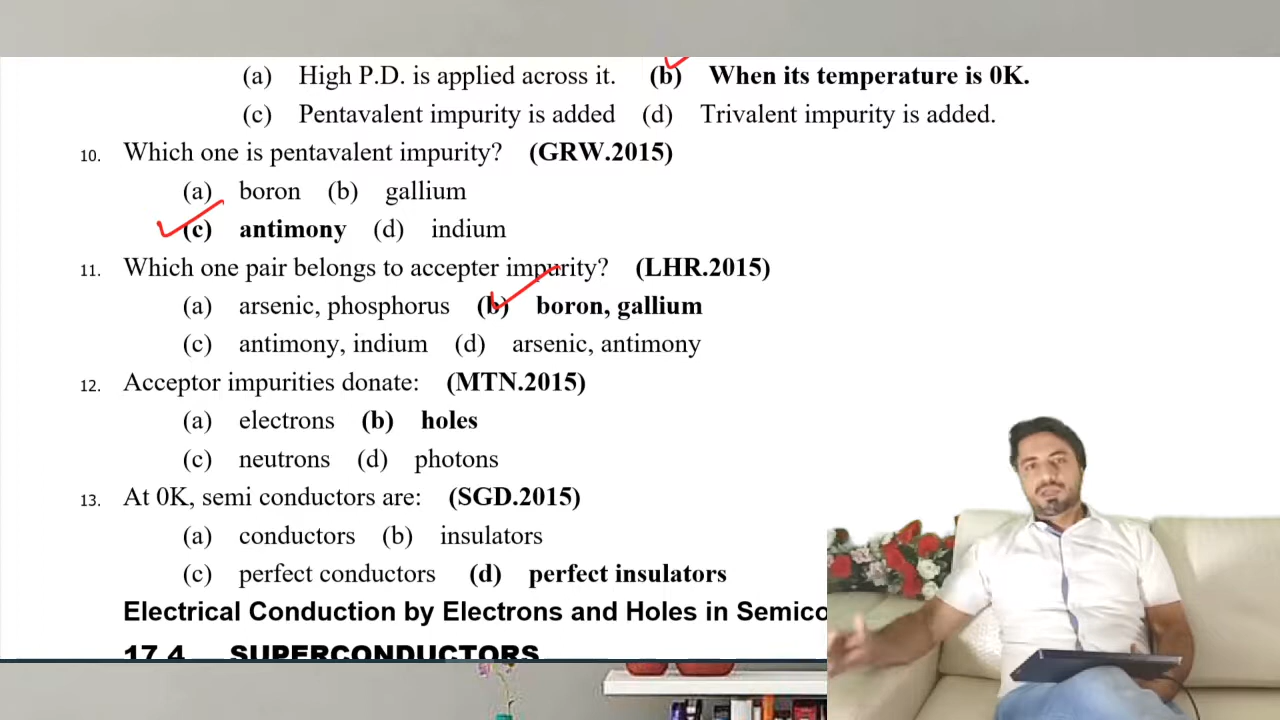 (a) High P.D. is applied across it. (b) When its temperature is 0K.
(c) Pentavalent impurity is added (d) Trivalent impurity is added.
10. Which one is pentavalent impurity? (GRW.2015)
(a) boron (b) gallium
(c) antimony (d) indium
11. Which one pair belongs to accepter impurity? (LHR.2015)
(a) arsenic, phosphorus (b) boron, gallium
(c) antimony, indium (d) arsenic, antimony
12. Acceptor impurities donate: (MTN.2015)
(a) electrons (b) holes
(c) neutrons (d) photons
13. At 0K, semi conductors are: (SGD.2015)
(a) conductors (b) insulators
(c) perfect conductors (d) perfect insulators
Electrical Conduction by Electrons and Holes in Semico
17.4 SUPERCONDUCTORS